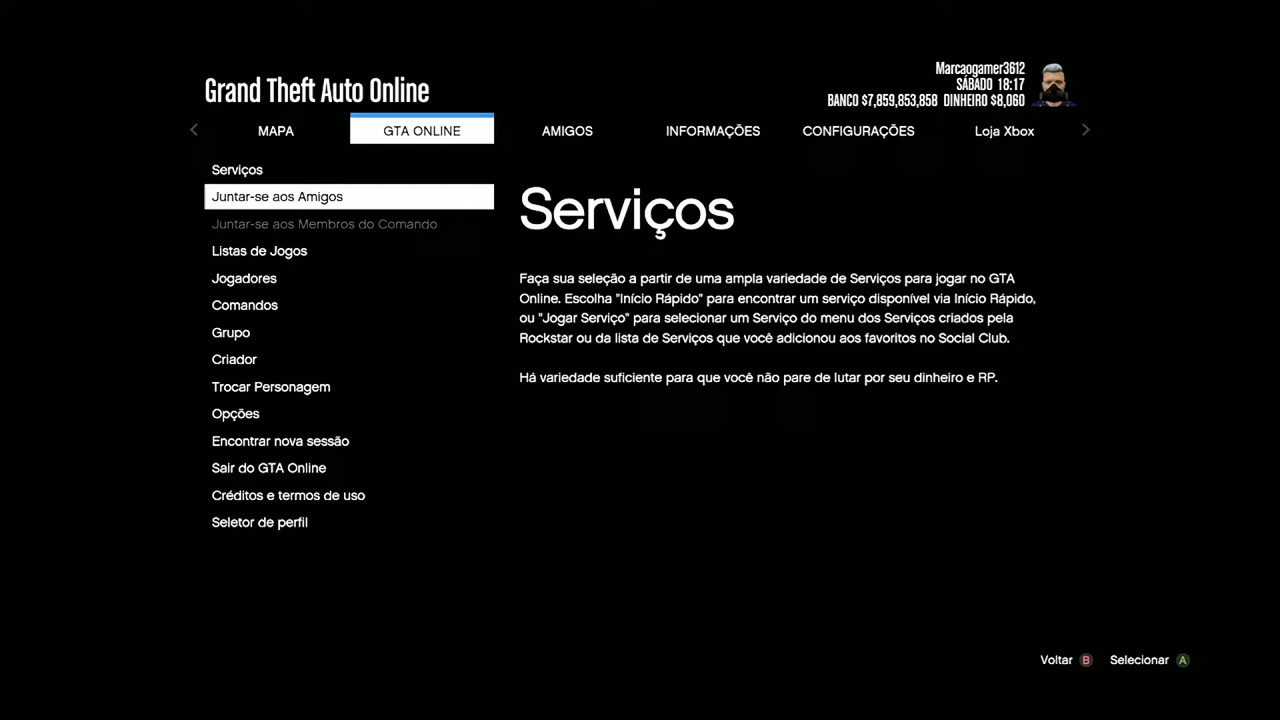 Grand Theft Auto Online
Marcaogamer3612
SÁBADO 18:17
BANCO $7,859,853,858 DINHEIRO $8,060
MAPA
GTA ONLINE
AMIGOS
INFORMAÇÕES
CONFIGURAÇÕES
Loja Xbox
Serviços
Juntar-se aos Amigos
Juntar-se aos Membros do Comando
Listas de Jogos
Jogadores
Comandos
Grupo
Criador
Trocar Personagem
Opções
Encontrar nova sessão
Sair do GTA Online
Créditos e termos de uso
Seletor de perfil
Serviços
Faça sua seleção a partir de uma ampla variedade de Serviços para jogar no GTA
Online. Escolha "Início Rápido" para encontrar um serviço disponível via Início Rápido,
ou "Jogar Serviço" para selecionar um Serviço do menu dos Serviços criados pela
Rockstar ou da lista de Serviços que você adicionou aos favoritos no Social Club.
Há variedade suficiente para que você não pare de lutar por seu dinheiro e RP.
Voltar B Selecionar A